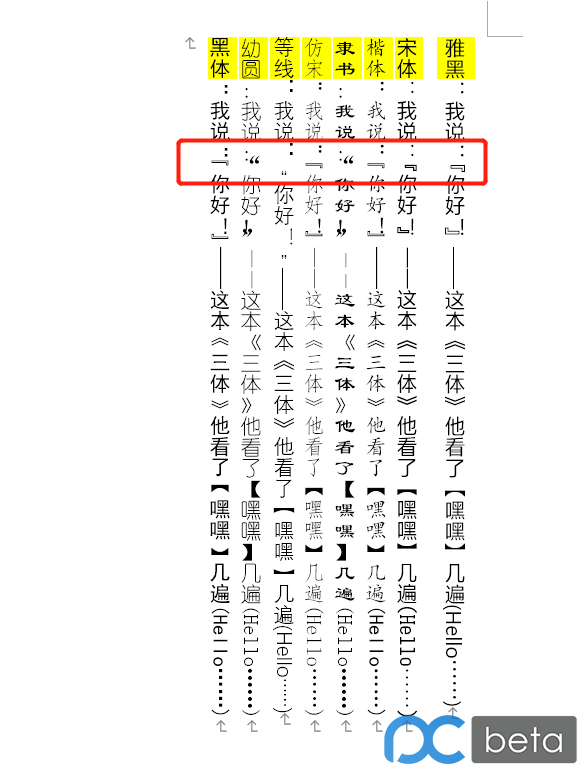 雅黑：我说：『你好！』——这本《三体》他看了【嘿嘿】几遍(Hello……)
宋体：我说：『你好！』——这本《三体》他看了【嘿嘿】几遍(Hello……)
楷体：我说：『你好！』——这本《三体》他看了【嘿嘿】几遍(Hello……)
隶书：我说：“你好！”——这本《三体》他看了【嘿嘿】几遍(Hello……)
仿宋：我说：『你好！』——这本《三体》他看了【嘿嘿】几遍(Hello……)
等线：我说：“你好！”——这本《三体》他看了【嘿嘿】几遍(Hello……)
幼圆：我说：“你好！”——这本《三体》他看了【嘿嘿】几遍(Hello……)
黑体：我说：『你好！』——这本《三体》他看了【嘿嘿】几遍(Hello……)
pc beta